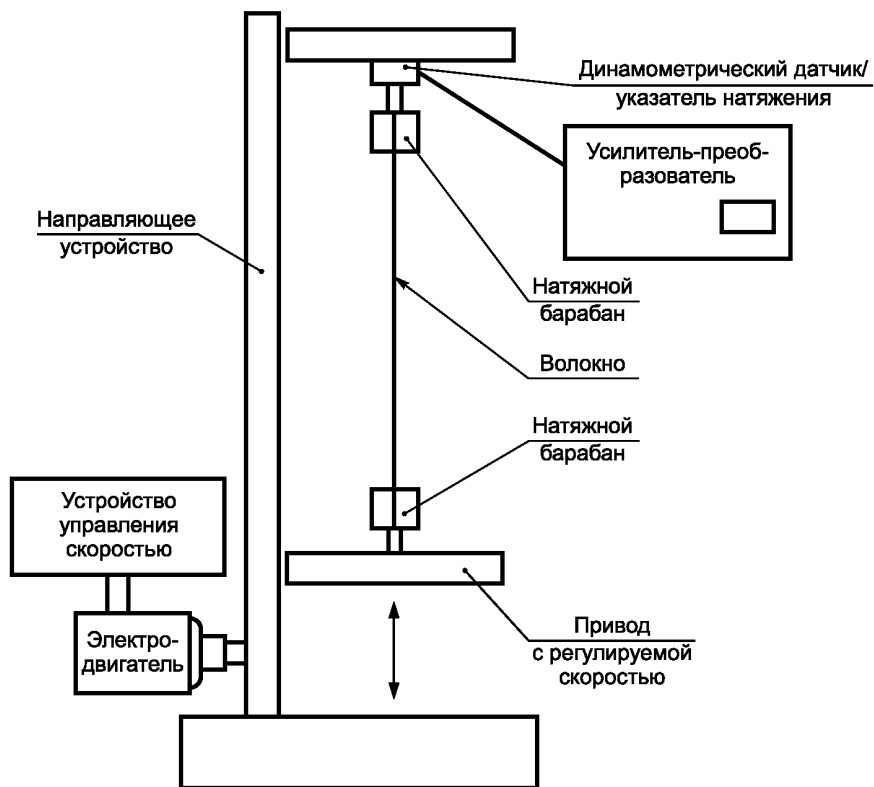 Динамометрический датчик/
указатель натяжения
Усилитель-преоб-
разователь
Направляющее
устройство
Натяжной
барабан
Волокно
Натяжной
барабан
Устройство
управления
скоростью
Электро-
двигатель
Привод
с регулируемой
скоростью